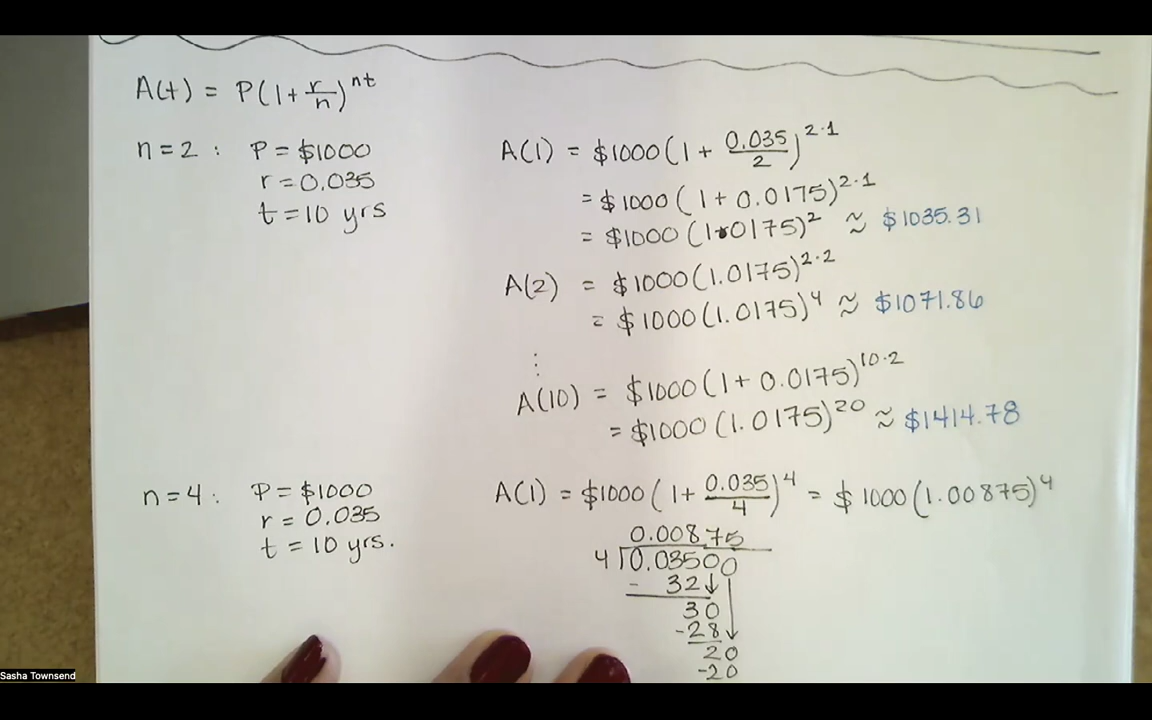 A(t) = P(1 + r/n)^nt
n = 2 : P = $1000
r = 0.035
t = 10 yrs
A(1) = $1000(1 + 0.035/2)^2·1
= $1000(1 + 0.0175)^2·1
= $1000(1.0175)^2 ≈ $1035.31
A(2) = $1000(1.0175)^2·2
= $1000(1.0175)^4 ≈ $1071.86
⋮
A(10) = $1000(1 + 0.0175)^10·2
= $1000(1.0175)^20 ≈ $1414.78
n = 4 : P = $1000
r = 0.035
t = 10 yrs.
A(1) = $1000(1 + 0.035/4)^4 = $1000(1.00875)^4
0.00875
4 0.03500
- 32↓
30
-28↓
20
-20
Sasha Townsend